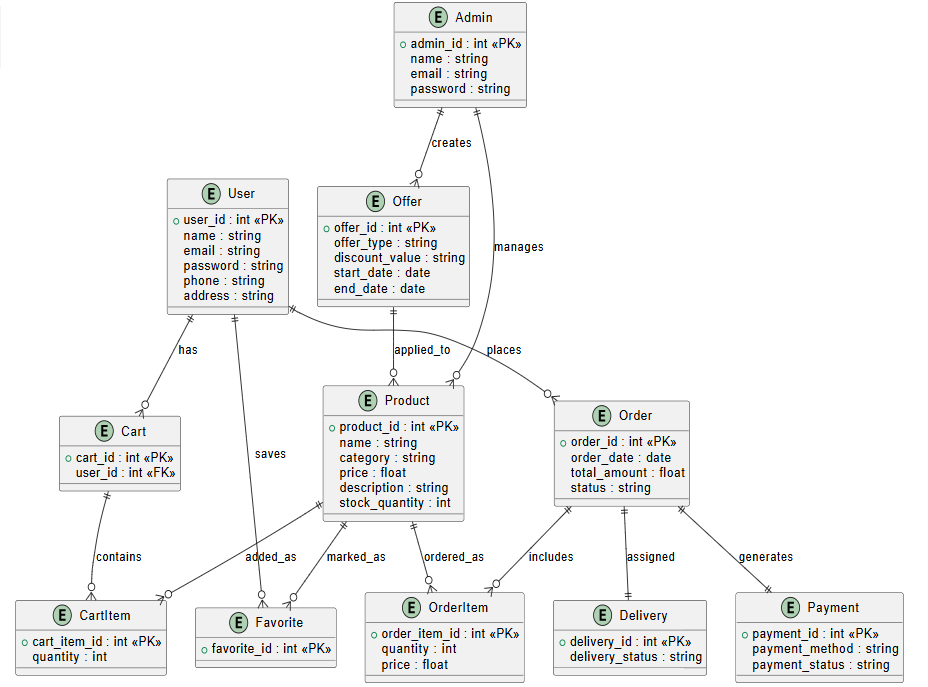 E Admin
admin_id : int «PK»
name : string
email : string
password : string
creates
manages
E User
user_id : int «PK»
name : string
email : string
password : string
phone : string
address : string
E Offer
offer_id : int «PK»
offer_type : string
discount_value : string
start_date : date
end_date : date
has
applied_to
places
E Cart
cart_id : int «PK»
user_id : int «FK»
saves
E Product
product_id : int «PK»
name : string
category : string
price : float
description : string
stock_quantity : int
E Order
order_id : int «PK»
order_date : date
total_amount : float
status : string
contains
added_as
marked_as
ordered_as
includes
assigned
generates
E CartItem
cart_item_id : int «PK»
quantity : int
E Favorite
favorite_id : int «PK»
E OrderItem
order_item_id : int «PK»
quantity : int
price : float
E Delivery
delivery_id : int «PK»
delivery_status : string
E Payment
payment_id : int «PK»
payment_method : string
payment_status : string